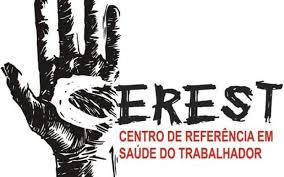 CEREST
CENTRO DE REFERÊNCIA EM
SAÚDE DO TRABALHADOR